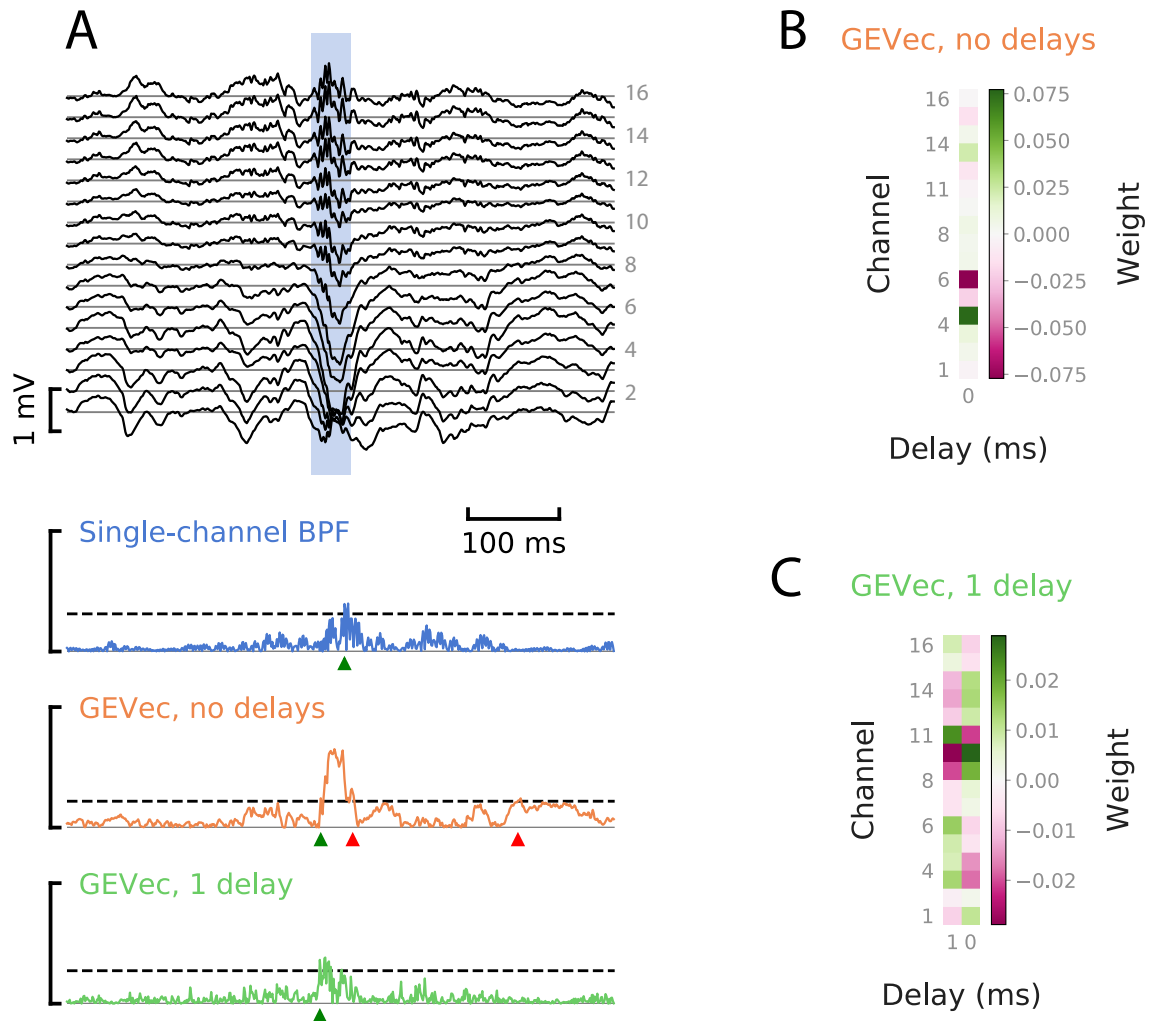 A
16
14
12
10
8
6
4
2
1 mV
Single-channel BPF
100 ms
GEVec, no delays
GEVec, 1 delay
B
GEVec, no delays
Channel
16
14
11
8
6
4
1
0
0.075
0.050
0.025
0.000
−0.025
−0.050
−0.075
Weight
Delay (ms)
C
GEVec, 1 delay
Channel
16
14
11
8
6
4
1
1 0
0.02
0.01
0.00
−0.01
−0.02
Weight
Delay (ms)